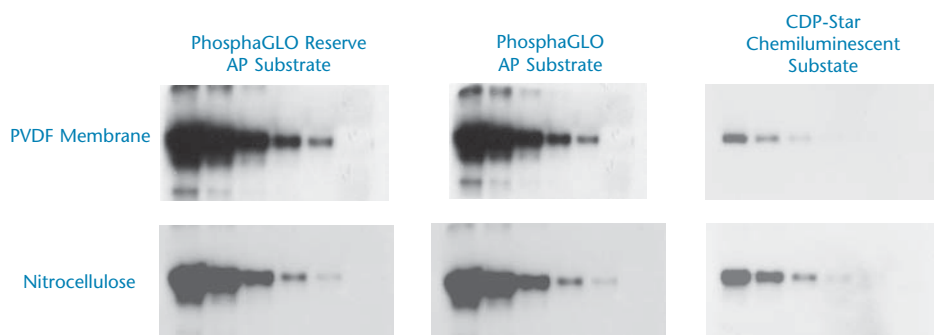 PhosphaGLO Reserve
AP Substrate
PhosphaGLO
AP Substrate
CDP-Star
Chemiluminescent
Substate
PVDF Membrane
Nitrocellulose